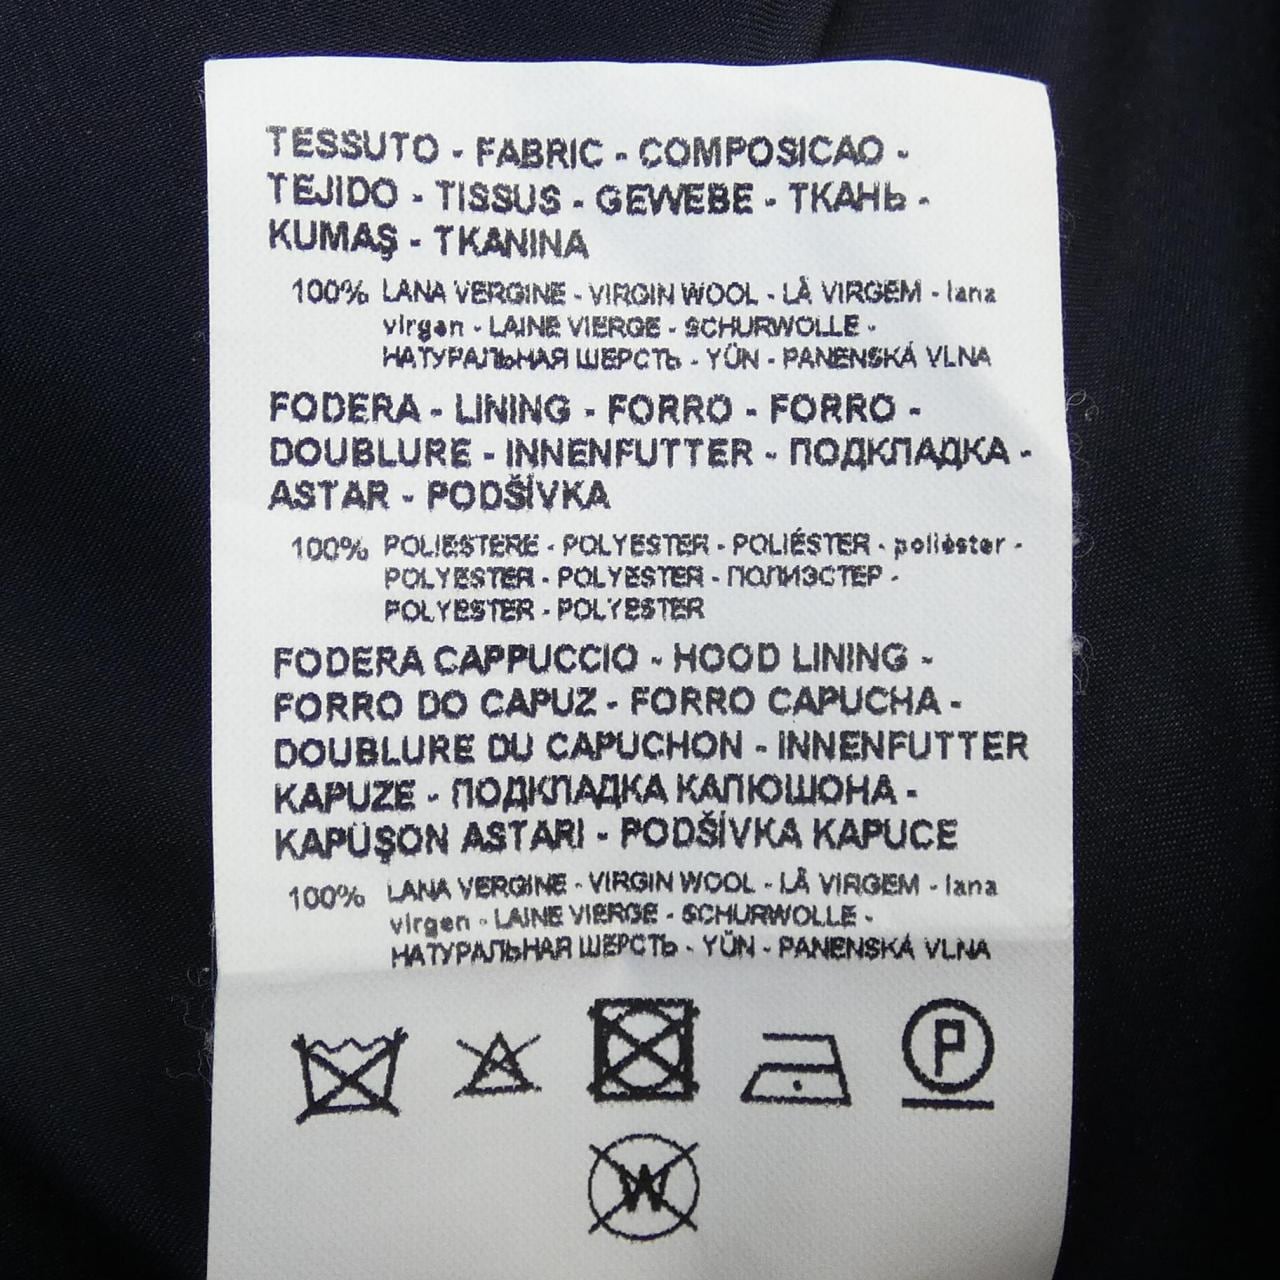 TESSUTO - FABRIC - COMPOSICAO -
TEJIDO - TISSUS - GEWEBE - ТКАНЬ -
KUMAŞ - TKANINA
100% LANA VERGINE - VIRGIN WOOL - LÃ VIRGEM - lana
virgen - LAINE VIERGE - SCHURWOLLE -
НАТУРАЛЬНАЯ ШЕРСТЬ - YÜN - PANENSKÁ VLNA
FODERA - LINING - FORRO - FORRO -
DOUBLURE - INNENFUTTER - ПОДКЛАДКА -
ASTAR - PODŠÍVKA
100% POLIESTERE - POLYESTER - POLIÉSTER - poliéster -
POLYESTER - POLYESTER - ПОЛИЭСТЕР -
POLYESTER - POLYESTER
FODERA CAPPUCCIO - HOOD LINING -
FORRO DO CAPUZ - FORRO CAPUCHA -
DOUBLURE DU CAPUCHON - INNENFUTTER
KAPUZE - ПОДКЛАДКА КАПЮШОНА -
KAPÜŞON ASTARI - PODŠÍVKA KAPUCE
100% LANA VERGINE - VIRGIN WOOL - LÃ VIRGEM - lana
virgen - LAINE VIERGE - SCHURWOLLE -
НАТУРАЛЬНАЯ ШЕРСТЬ - YÜN - PANENSKÁ VLNA
P
W